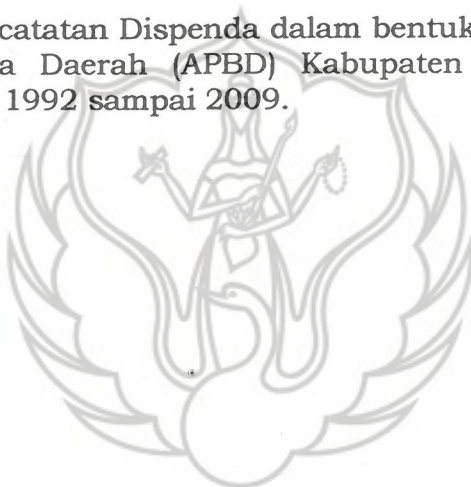 catatan Dispenda dalam bentuk
a Daerah (APBD) Kabupaten
1992 sampai 2009.